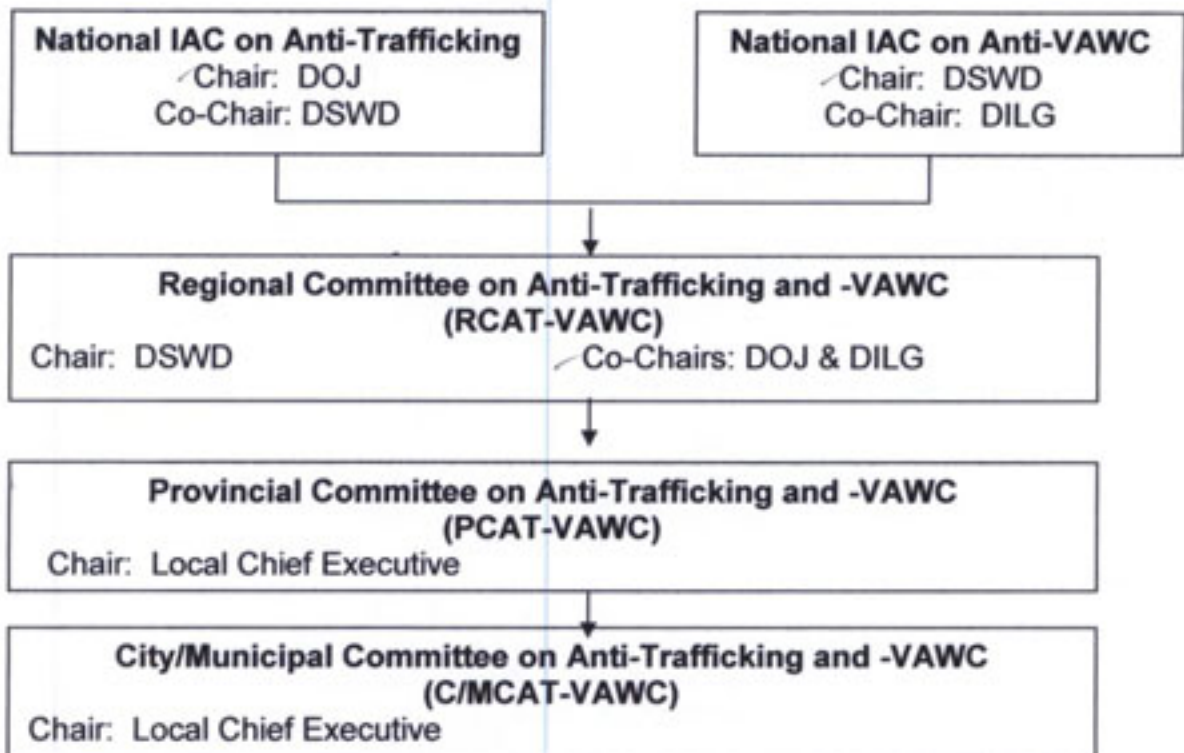 National IAC on Anti-Trafficking
Chair: DOJ
Co-Chair: DSWD
National IAC on Anti-VAWC
Chair: DSWD
Co-Chair: DILG
Regional Committee on Anti-Trafficking and -VAWC
(RCAT-VAWC)
Chair: DSWD Co-Chairs: DOJ & DILG
Provincial Committee on Anti-Trafficking and -VAWC
(PCAT-VAWC)
Chair: Local Chief Executive
City/Municipal Committee on Anti-Trafficking and -VAWC
(C/MCAT-VAWC)
Chair: Local Chief Executive